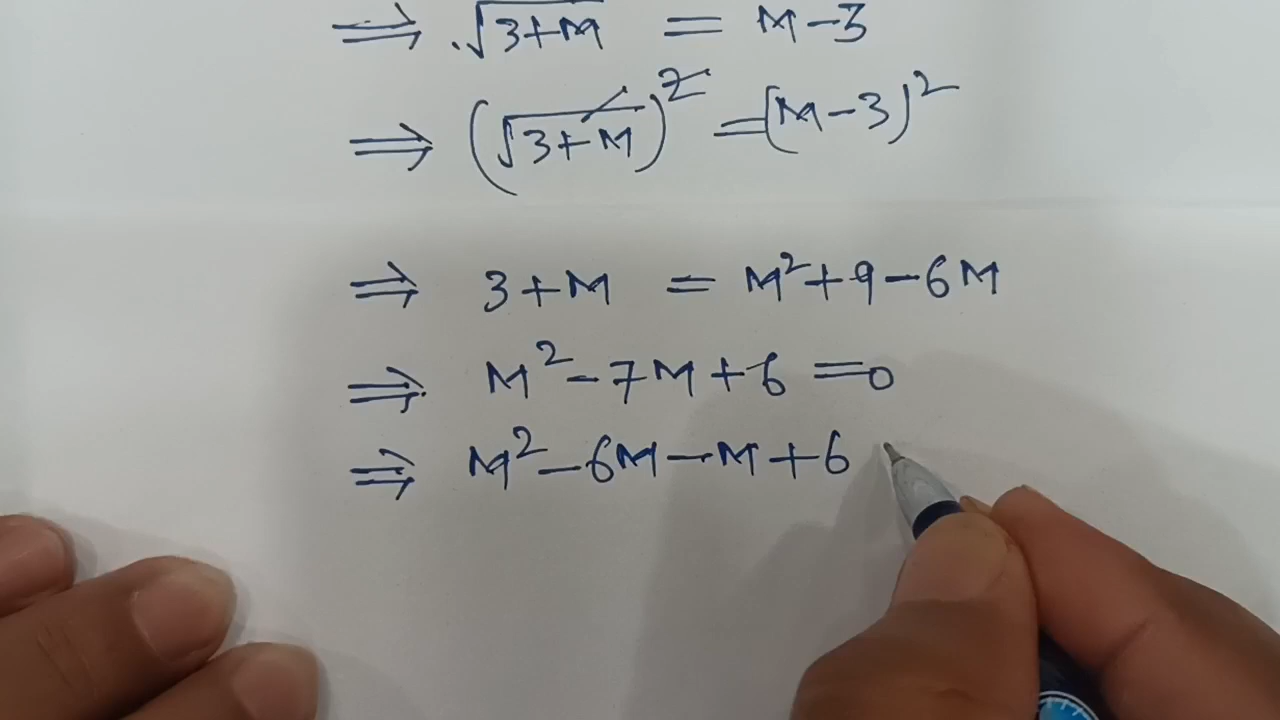 ⟹ .√3+M = M-3
⟹ (√3+M)² = (M-3)²
⟹ 3+M = M²+9-6M
⟹ M²-7M+6=0
⟹ M²-6M-M+6